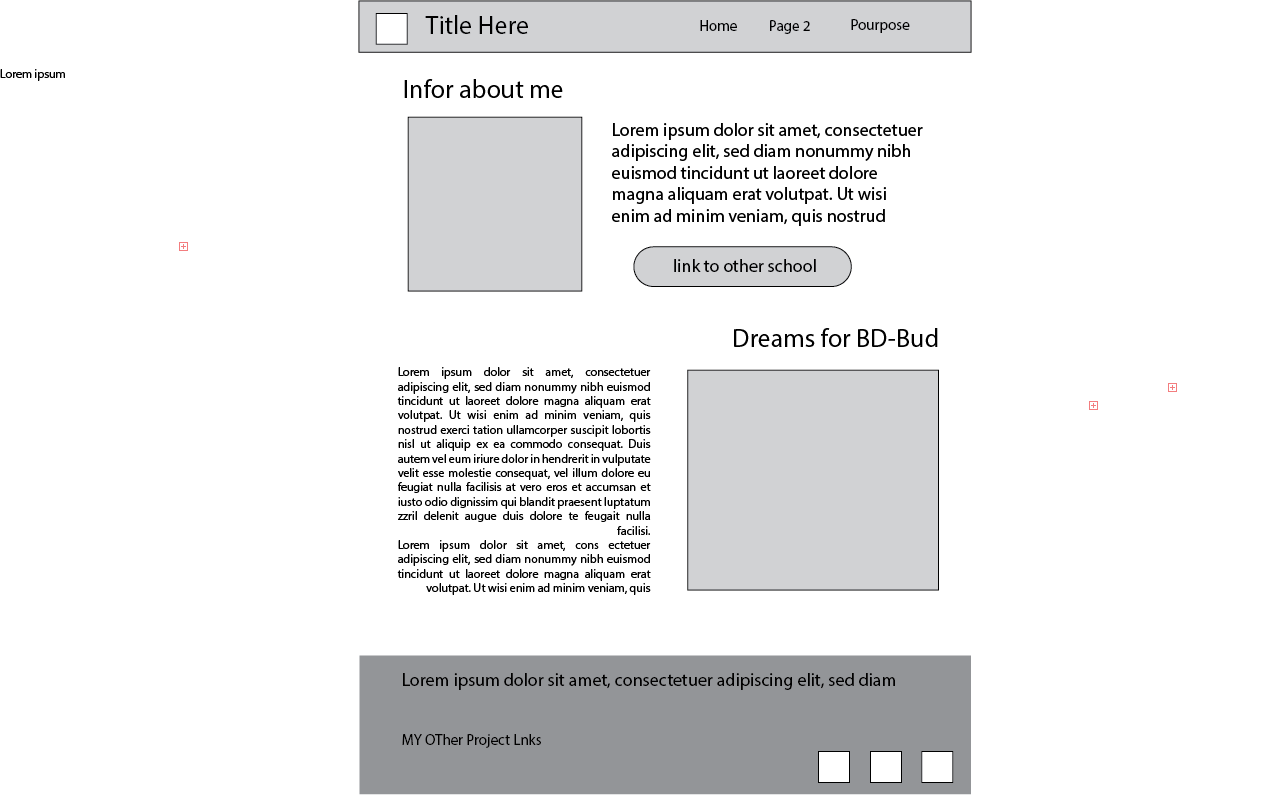 Title Here
Home
Page 2
Pourpose
Lorem ipsum
Infor about me
Lorem ipsum dolor sit amet, consectetuer
adipiscing elit, sed diam nonummy nibh
euismod tincidunt ut laoreet dolore
magna aliquam erat volutpat. Ut wisi
enim ad minim veniam, quis nostrud
link to other school
Dreams for BD-Bud
Lorem ipsum dolor sit amet, consectetuer
adipiscing elit, sed diam nonummy nibh euismod
tincidunt ut laoreet dolore magna aliquam erat
volutpat. Ut wisi enim ad minim veniam, quis
nostrud exerci tation ullamcorper suscipit lobortis
nisl ut aliquip ex ea commodo consequat. Duis
autem vel eum iriure dolor in hendrerit in vulputate
velit esse molestie consequat, vel illum dolore eu
feugiat nulla facilisis at vero eros et accumsan et
iusto odio dignissim qui blandit praesent luptatum
zzril delenit augue duis dolore te feugait nulla
facilisi.
Lorem ipsum dolor sit amet, cons ectetuer
adipiscing elit, sed diam nonummy nibh euismod
tincidunt ut laoreet dolore magna aliquam erat
volutpat. Ut wisi enim ad minim veniam, quis
Lorem ipsum dolor sit amet, consectetuer adipiscing elit, sed diam
MY OTher Project Lnks